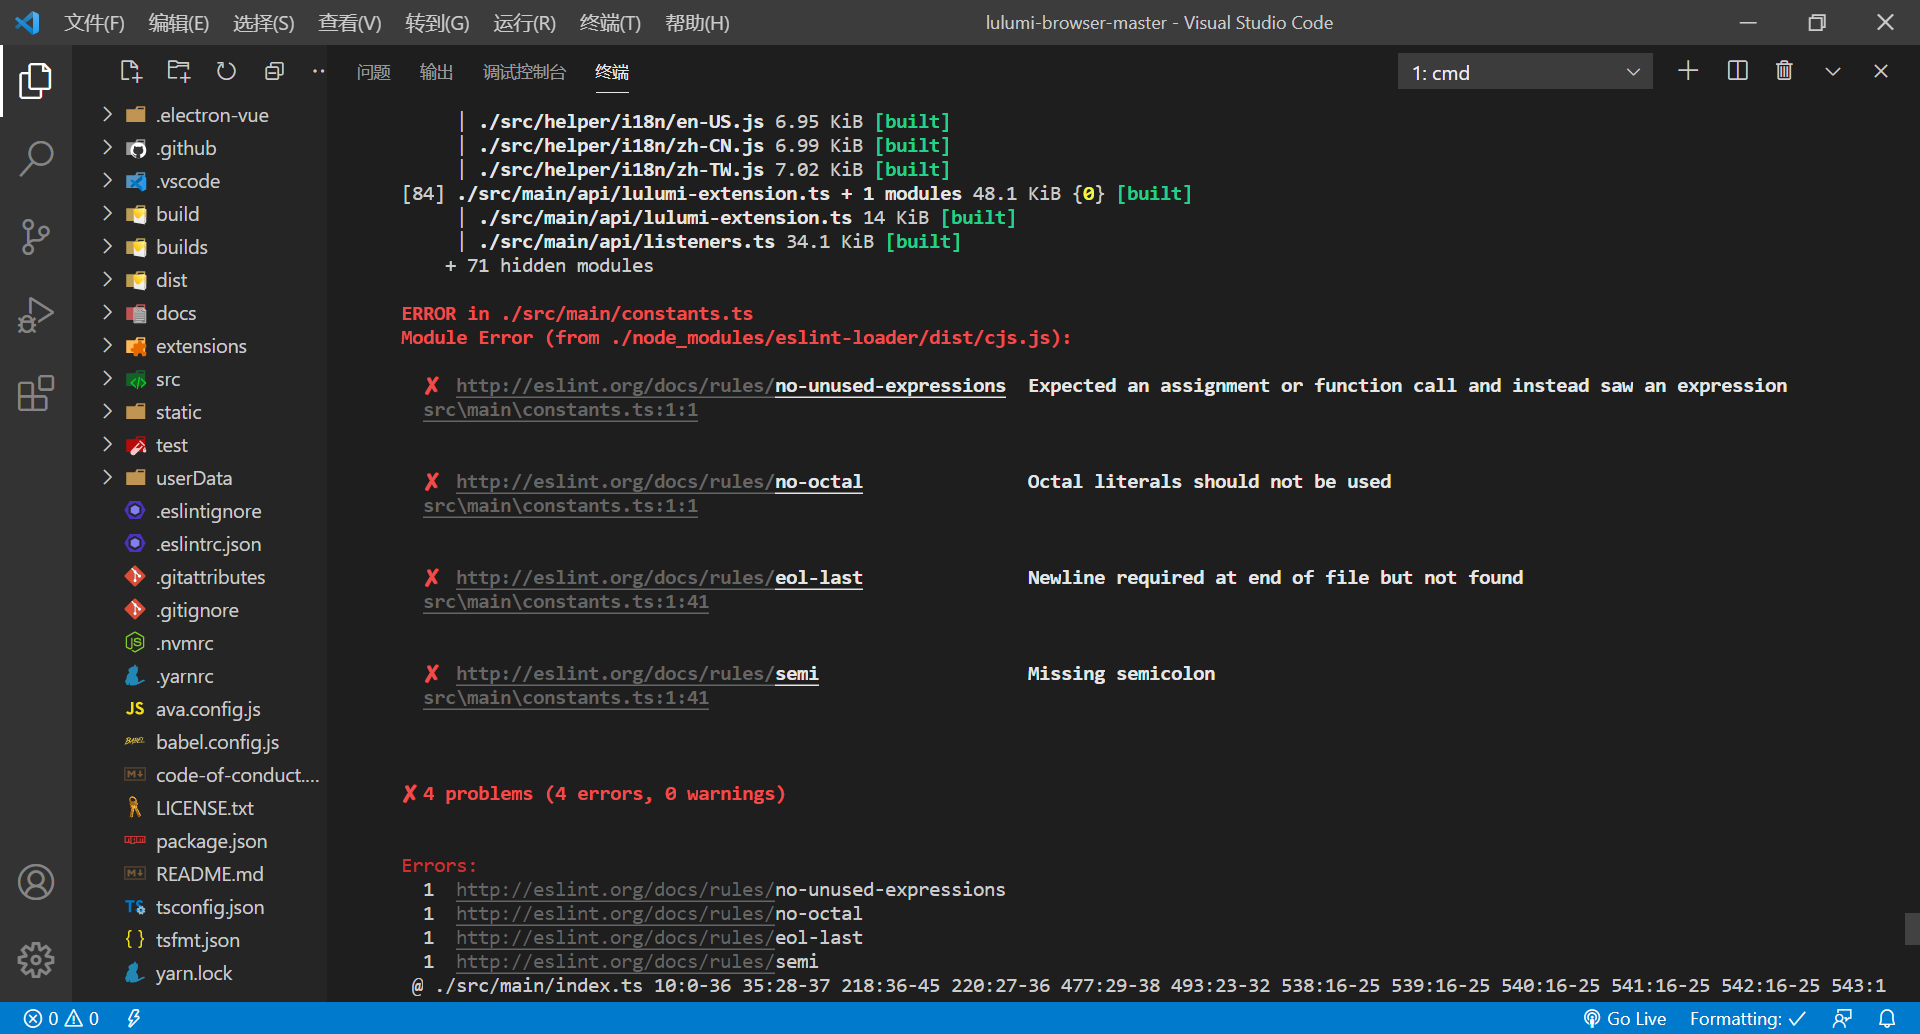 文件(F) 编辑(E) 选择(S) 查看(V) 转到(G) 运行(R) 终端(T) 帮助(H) lulumi-browser-master - Visual Studio Code
问题 输出 调试控制台 终端 1: cmd
.electron-vue
.github
.vscode
build
builds
dist
docs
extensions
src
static
test
userData
.eslintignore
.eslintrc.json
.gitattributes
.gitignore
.nvmrc
.yarnrc
JS ava.config.js
BABEL babel.config.js
M↓ code-of-conduct....
LICENSE.txt
npm package.json
M↓ README.md
TS tsconfig.json
{ } tsfmt.json
yarn.lock
| ./src/helper/i18n/en-US.js 6.95 KiB [built]
| ./src/helper/i18n/zh-CN.js 6.99 KiB [built]
| ./src/helper/i18n/zh-TW.js 7.02 KiB [built]
[84] ./src/main/api/lulumi-extension.ts + 1 modules 48.1 KiB {0} [built]
| ./src/main/api/lulumi-extension.ts 14 KiB [built]
| ./src/main/api/listeners.ts 34.1 KiB [built]
+ 71 hidden modules
ERROR in ./src/main/constants.ts
Module Error (from ./node_modules/eslint-loader/dist/cjs.js):
✘ http://eslint.org/docs/rules/no-unused-expressions Expected an assignment or function call and instead saw an expression
src\main\constants.ts:1:1
✘ http://eslint.org/docs/rules/no-octal Octal literals should not be used
src\main\constants.ts:1:1
✘ http://eslint.org/docs/rules/eol-last Newline required at end of file but not found
src\main\constants.ts:1:41
✘ http://eslint.org/docs/rules/semi Missing semicolon
src\main\constants.ts:1:41
✘ 4 problems (4 errors, 0 warnings)
Errors:
1 http://eslint.org/docs/rules/no-unused-expressions
1 http://eslint.org/docs/rules/no-octal
1 http://eslint.org/docs/rules/eol-last
1 http://eslint.org/docs/rules/semi
@ ./src/main/index.ts 10:0-36 35:28-37 218:36-45 220:27-36 477:29-38 493:23-32 538:16-25 539:16-25 540:16-25 541:16-25 542:16-25 543:1
0 0 Go Live Formatting: ✓